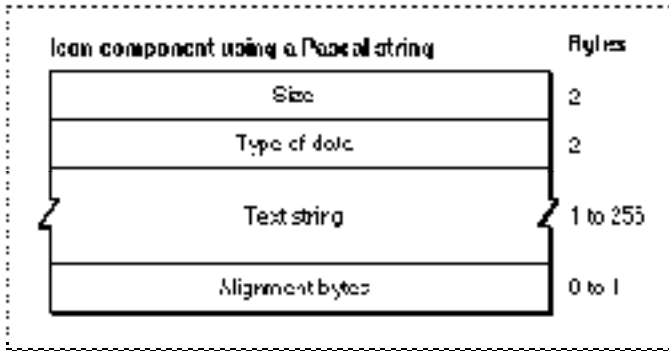 Icon component using a Pascal string Bytes
Size 2
Type of data 2
Text string 1 to 255
Alignment bytes 0 to 1